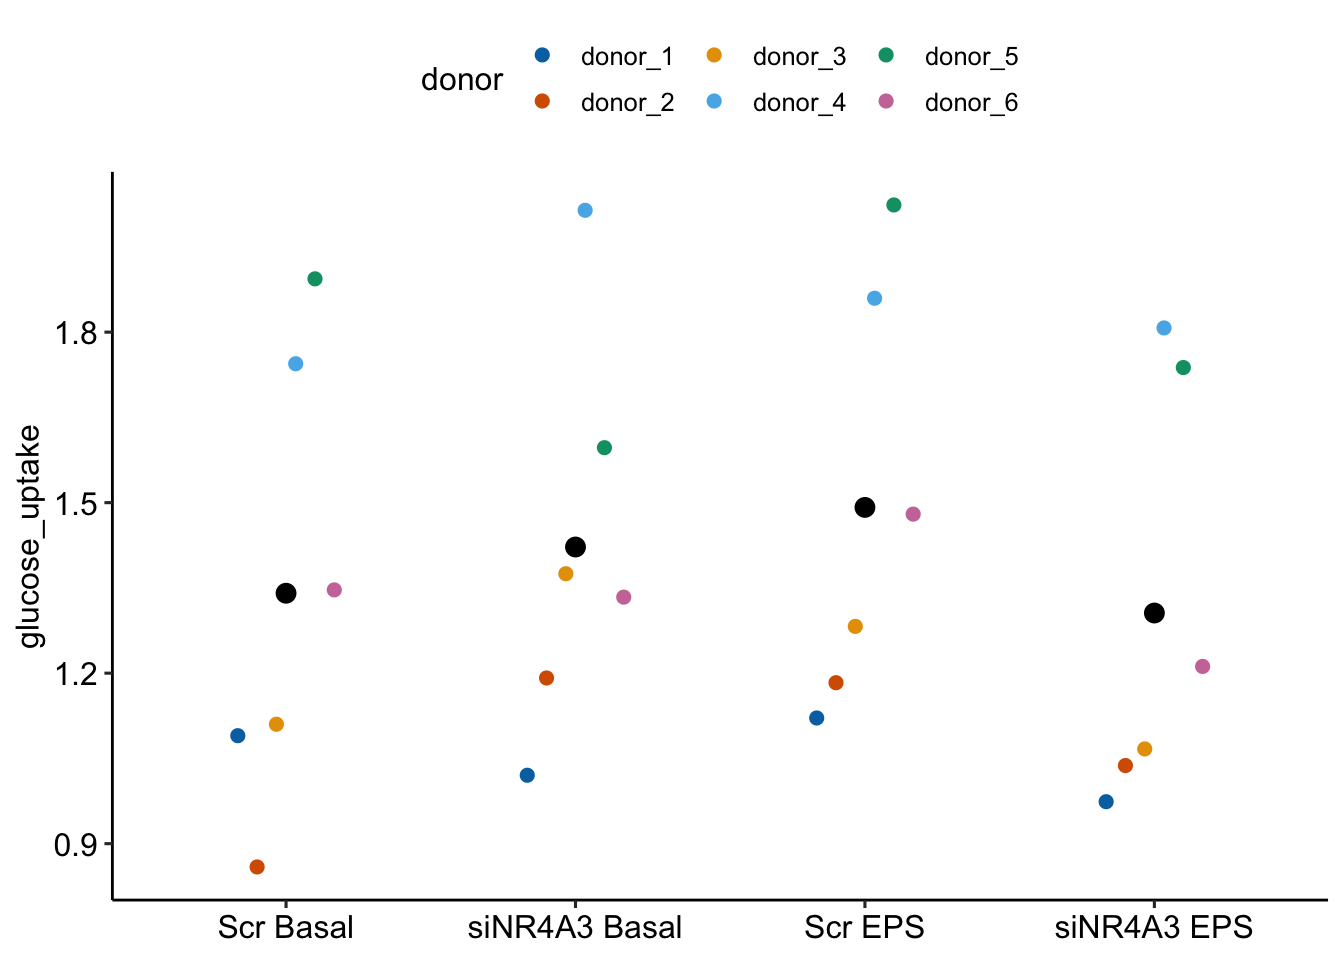 donor
donor_1 donor_3 donor_5
donor_2 donor_4 donor_6
glucose_uptake
1.8
1.5
1.2
0.9
Scr Basal siNR4A3 Basal Scr EPS siNR4A3 EPS